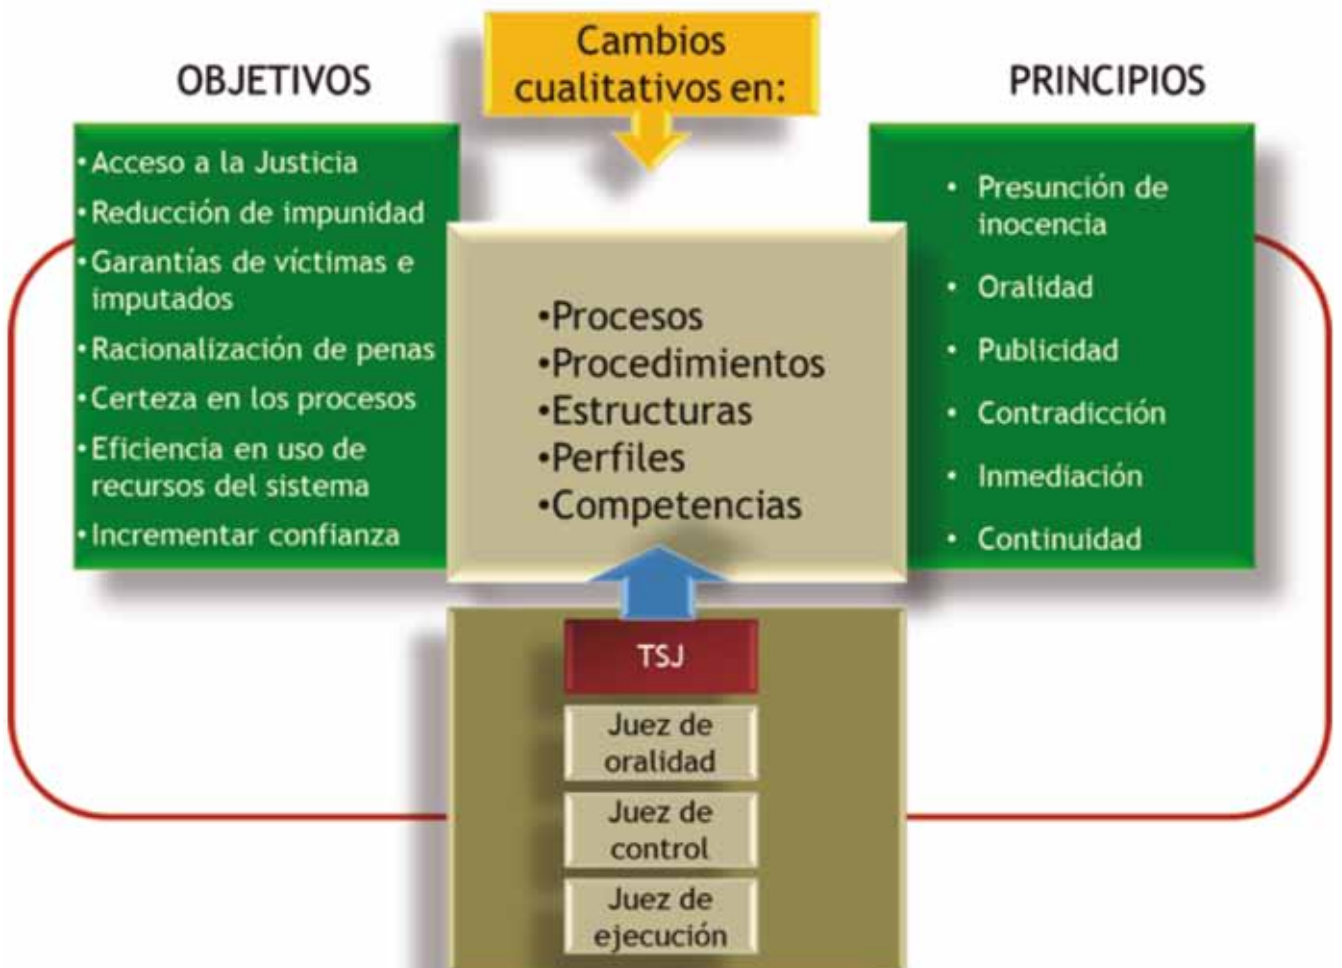 OBJETIVOS
•Acceso a la Justicia
•Reducción de impunidad
•Garantías de víctimas e
imputados
•Racionalización de penas
•Certeza en los procesos
•Eficiencia en uso de
recursos del sistema
•Incrementar confianza
Cambios
cualitativos en:
•Procesos
•Procedimientos
•Estructuras
•Perfiles
•Competencias
PRINCIPIOS
• Presunción de
inocencia
• Oralidad
• Publicidad
• Contradicción
• Inmediación
• Continuidad
TSJ
Juez de
oralidad
Juez de
control
Juez de
ejecución